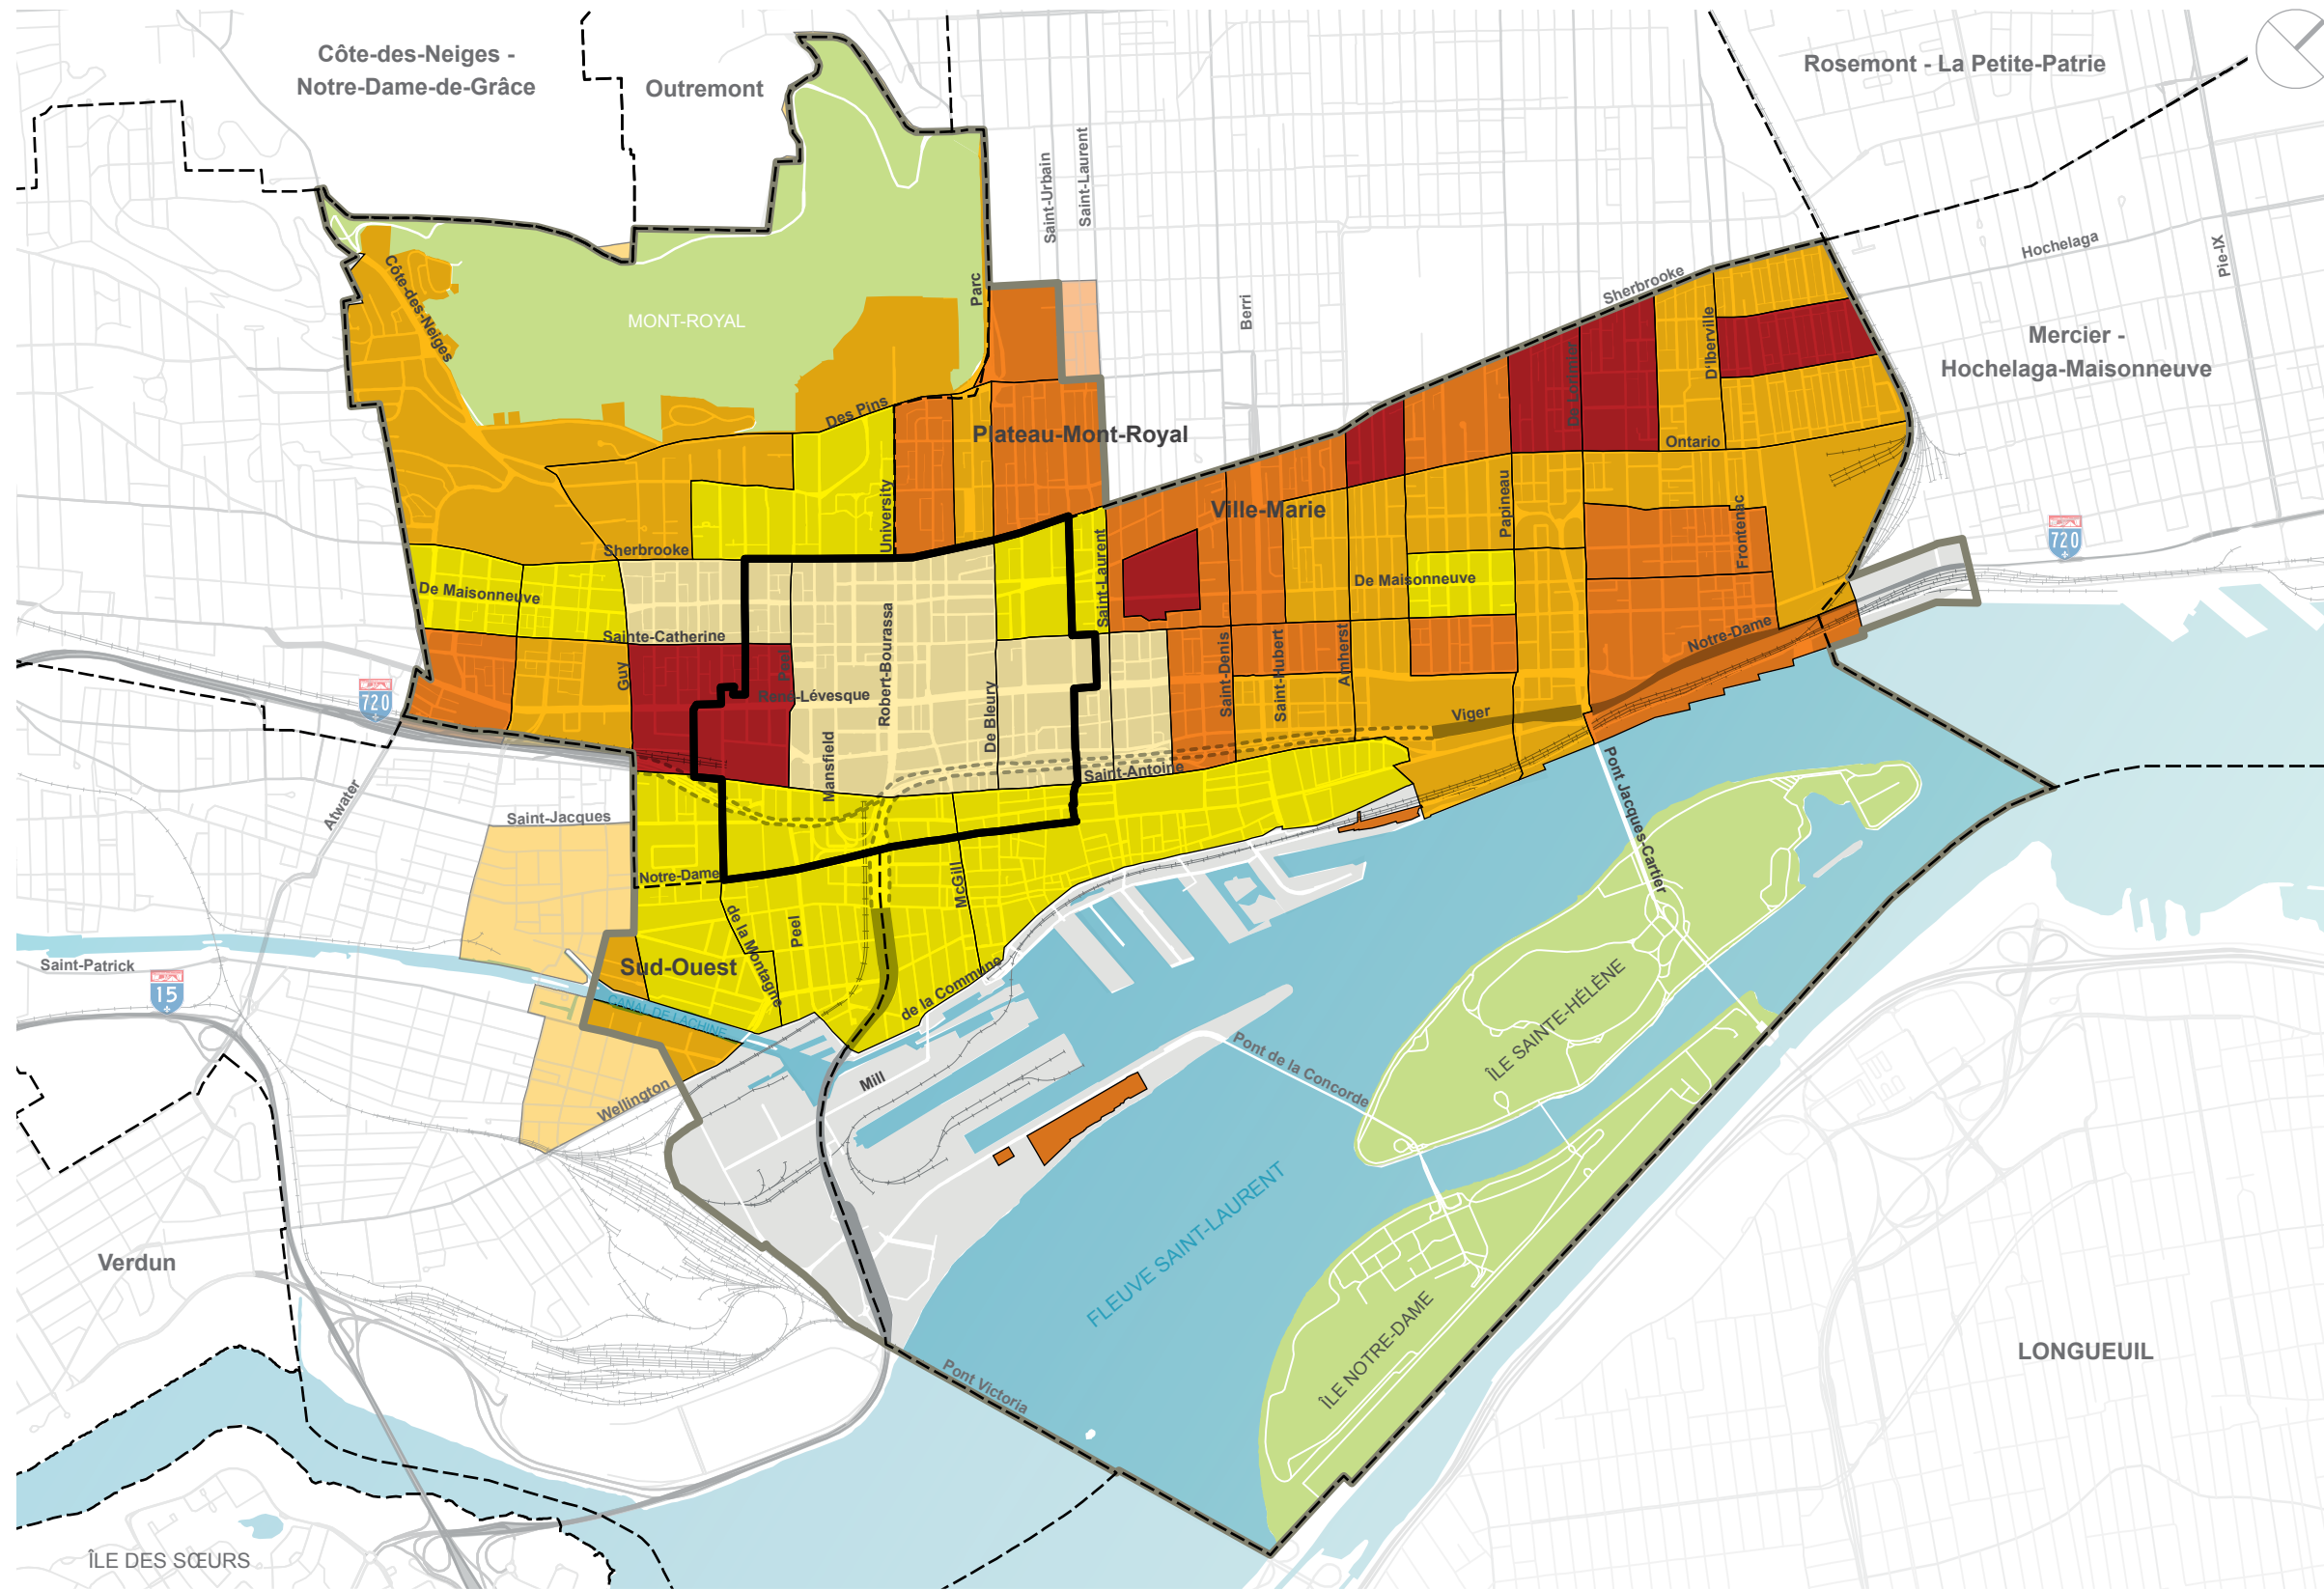 Côte-des-Neiges -
Notre-Dame-de-Grâce
Outremont
Rosemont - La Petite-Patrie
Saint-Urbain
Saint-Laurent
Hochelaga
Pie-IX
Sherbrooke
Côte-des-Neiges
Parc
Berri
MONT-ROYAL
D'Iberville
De Lorimier
Mercier -
Hochelaga-Maisonneuve
Des Pins
Plateau-Mont-Royal
Ontario
University
Ville-Marie
Papineau
Frontenac
720
Sherbrooke
Saint-Laurent
De Maisonneuve
De Maisonneuve
Sainte-Catherine
Robert-Bourassa
Notre-Dame
Guy
Peel
Saint-Denis
Saint-Hubert
Amherst
720
René-Lévesque
De Bleury
Viger
Mansfield
Saint-Antoine
Pont Jacques-Cartier
Atwater
Saint-Jacques
Notre-Dame
McGill
de la Montagne
Peel
Saint-Patrick
15
Sud-Ouest
de la Commune
CANAL DE LACHINE
ÎLE SAINTE-HÉLÈNE
Mill
Pont de la Concorde
Wellington
FLEUVE SAINT-LAURENT
Verdun
ÎLE NOTRE-DAME
LONGUEUIL
Pont Victoria
ÎLE DES SŒURS